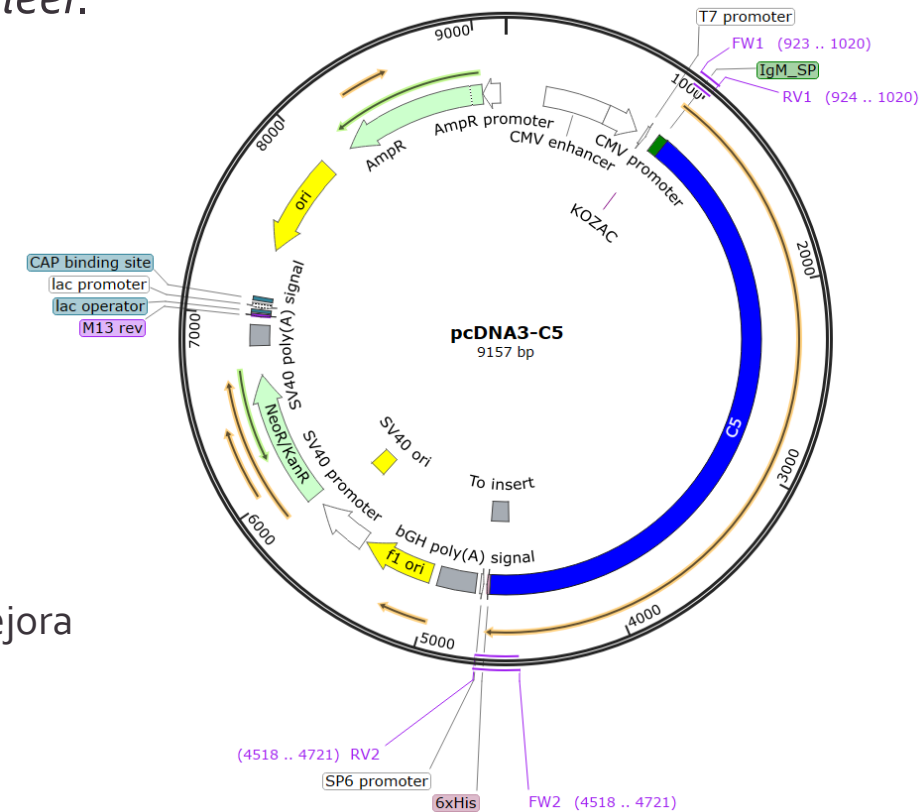 leer.
9000
T7 promoter
FW1 (923 .. 1020)
IgM_SP
RV1 (924 .. 1020)
1000
8000
AmpR promoter
AmpR
CMV enhancer
CMV promoter
KOZAC
ori
2000
CAP binding site
lac promoter
lac operator
M13 rev
7000
SV40 poly(A) signal
pcDNA3-C5
9157 bp
C5
NeoR/KanR
SV40 ori
SV40 promoter
To insert
3000
6000
bGH poly(A) signal
f1 ori
ejora
5000
4000
(4518 .. 4721) RV2
SP6 promoter
6xHis
FW2 (4518 .. 4721)